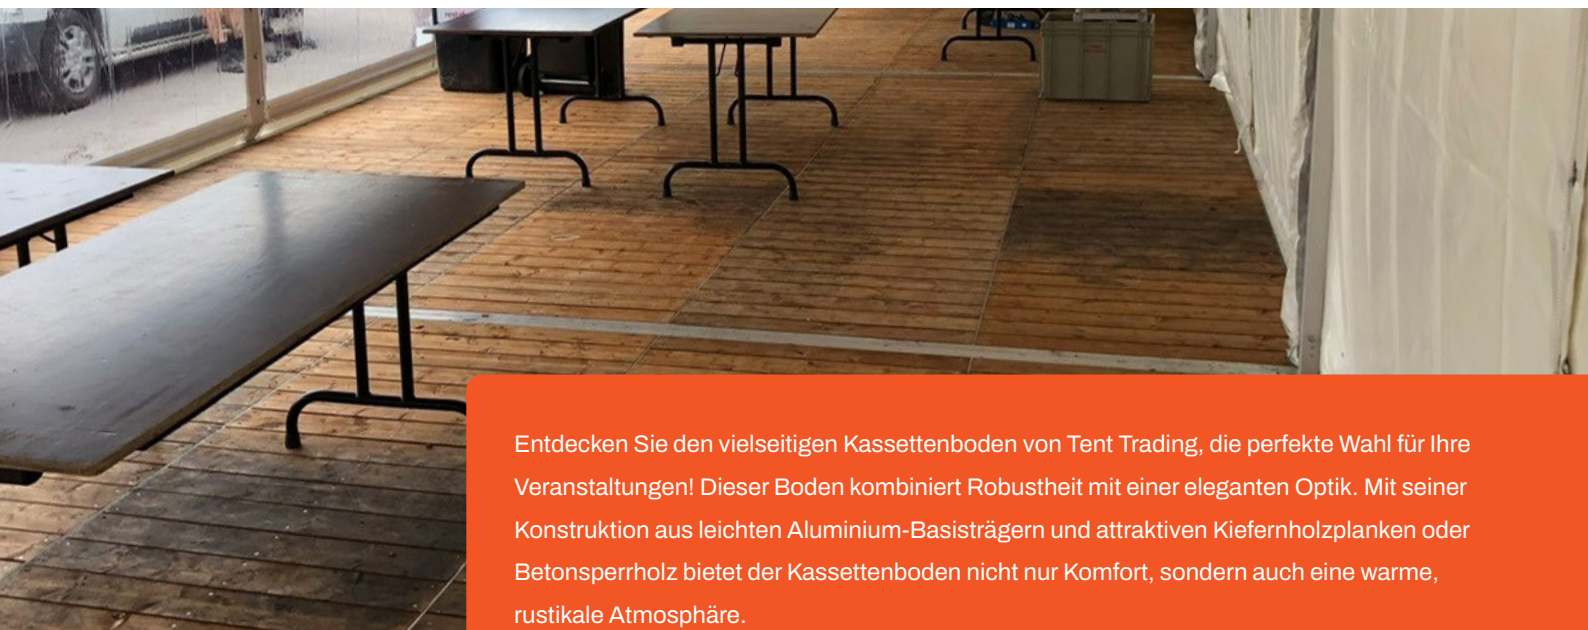 Entdecken Sie den vielseitigen Kassettenboden von Tent Trading, die perfekte Wahl für Ihre
Veranstaltungen! Dieser Boden kombiniert Robustheit mit einer eleganten Optik. Mit seiner
Konstruktion aus leichten Aluminium-Basisträgern und attraktiven Kiefernholzplanken oder
Betonsperrholz bietet der Kassettenboden nicht nur Komfort, sondern auch eine warme,
rustikale Atmosphäre.